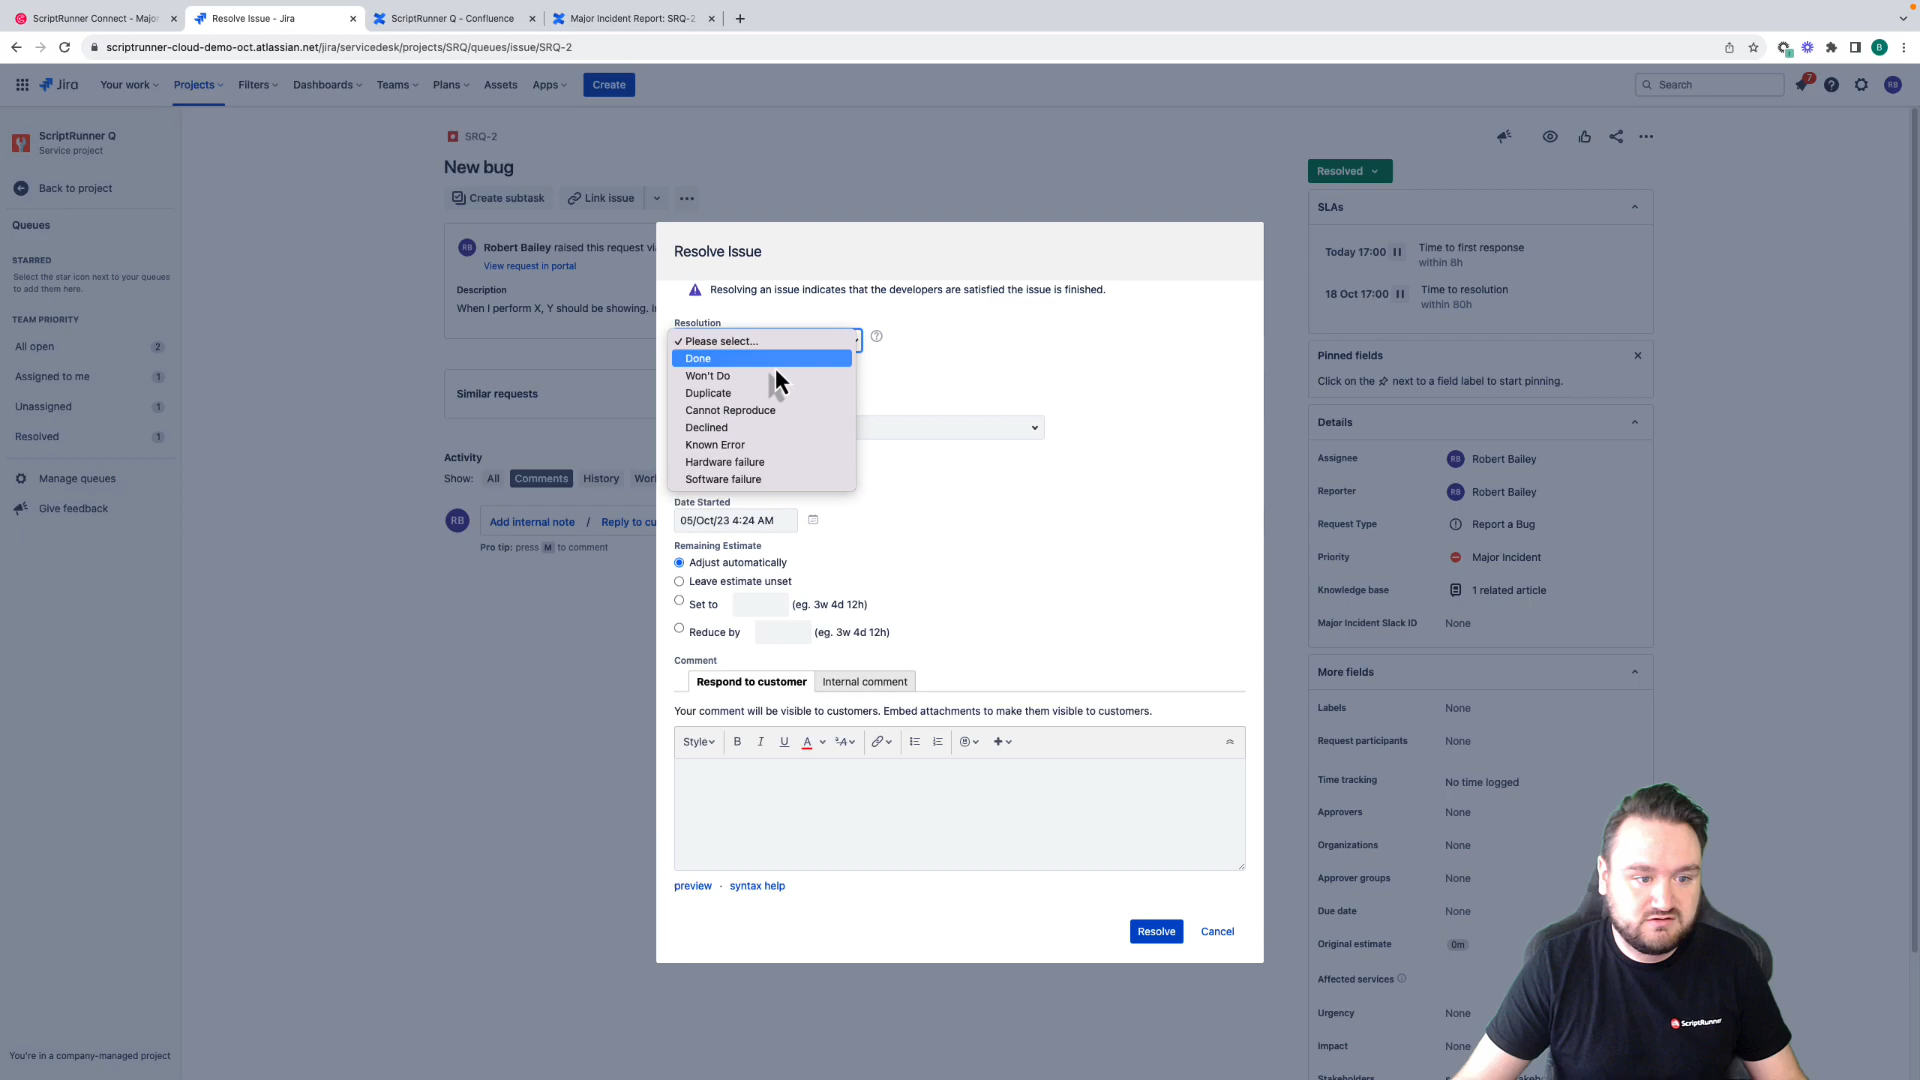 ScriptRunner Connect - Major
Resolve Issue - Jira
ScriptRunner Q - Confluence
Major Incident Report: SRQ-2
scriptrunner-cloud-demo-oct.atlassian.net/jira/servicedesk/projects/SRQ/queues/issue/SRQ-2
B
Jira
Your work
Projects
Filters
Dashboards
Teams
Plans
Assets
Apps
Create
Search
7
RB
ScriptRunner Q
Service project
Back to project
Queues
STARRED
Select the star icon next to your queues
to add them here.
TEAM PRIORITY
All open 2
Assigned to me 1
Unassigned 1
Resolved 1
Manage queues
Give feedback
You're in a company-managed project
SRQ-2
New bug
Create subtask
Link issue
RB Robert Bailey raised this request
View request in portal
Description
When I perform X, Y should be showing.
Similar requests
Activity
Show: All Comments History
RB Add internal note / Reply to
Pro tip: press M to comment
Resolve Issue
Resolving an issue indicates that the developers are satisfied the issue is finished.
Resolution
✓ Please select...
Done
Won't Do
Duplicate
Cannot Reproduce
Declined
Known Error
Hardware failure
Software failure
Date Started
05/Oct/23 4:24 AM
Remaining Estimate
Adjust automatically
Leave estimate unset
Set to (eg. 3w 4d 12h)
Reduce by (eg. 3w 4d 12h)
Comment
Respond to customer
Internal comment
Your comment will be visible to customers. Embed attachments to make them visible to customers.
Style B I U A
preview · syntax help
Resolve
Cancel
Resolved
SLAs
Today 17:00 Time to first response
within 8h
18 Oct 17:00 Time to resolution
within 80h
Pinned fields
Click on the next to a field label to start pinning.
Details
Assignee RB Robert Bailey
Reporter RB Robert Bailey
Request Type Report a Bug
Priority Major Incident
Knowledge base 1 related article
Major Incident Slack ID None
More fields
Labels None
Request participants None
Time tracking No time logged
Approvers None
Organizations None
Approver groups None
Due date None
Original estimate 0m
Affected services
Urgency None
Impact None
ScriptRunner